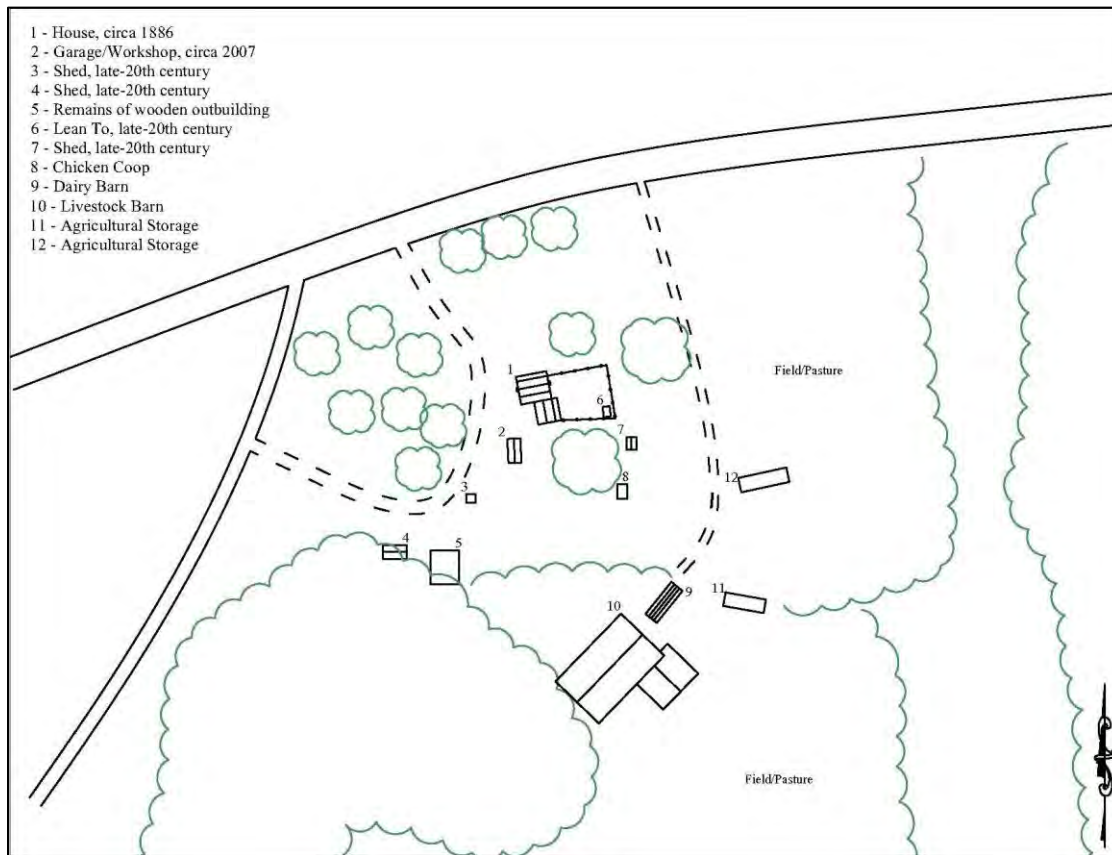 1 - House, circa 1886
2 - Garage/Workshop, circa 2007
3 - Shed, late-20th century
4 - Shed, late-20th century
5 - Remains of wooden outbuilding
6 - Lean To, late-20th century
7 - Shed, late-20th century
8 - Chicken Coop
9 - Dairy Barn
10 - Livestock Barn
11 - Agricultural Storage
12 - Agricultural Storage
Field/Pasture
1
6
2
7
12
8
3
4
5
9
11
10
Field/Pasture